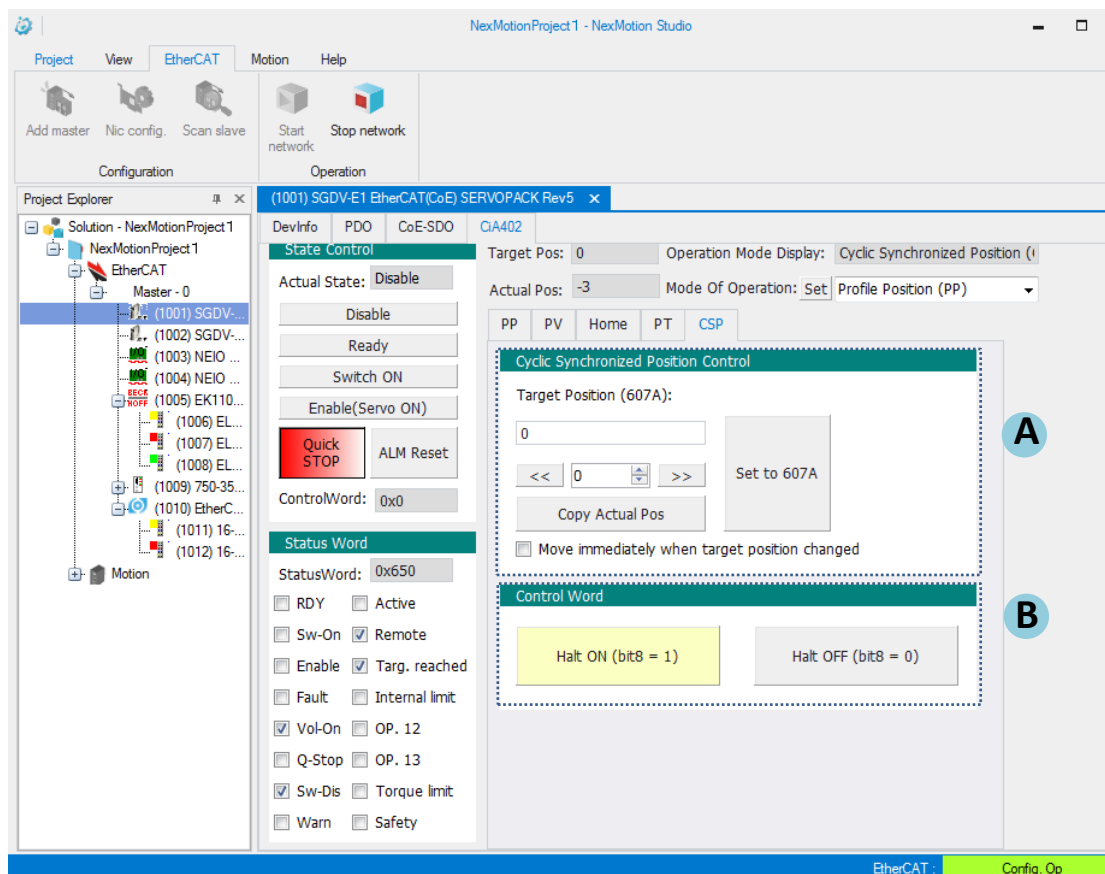 NexMotionProject1 - NexMotion Studio
Project View EtherCAT Motion Help
Add master Nic config. Scan slave Start network Stop network
Configuration Operation
Project Explorer
Solution - NexMotionProject1
NexMotionProject1
EtherCAT
Master - 0
(1001) SGDV-...
(1002) SGDV-...
(1003) NEIO ...
(1004) NEIO ...
(1005) EK110...
(1006) EL...
(1007) EL...
(1008) EL...
(1009) 750-35...
(1010) EtherC...
(1011) 16-...
(1012) 16-...
Motion
(1001) SGDV-E1 EtherCAT(CoE) SERVOPACK Rev5
DevInfo PDO CoE-SDO CiA402
State Control
Actual State: Disable
Disable
Ready
Switch ON
Enable(Servo ON)
Quick STOP ALM Reset
ControlWord: 0x0
Status Word
StatusWord: 0x650
RDY Active
Sw-On Remote
Enable Targ. reached
Fault Internal limit
Vol-On OP. 12
Q-Stop OP. 13
Sw-Dis Torque limit
Warn Safety
Target Pos: 0 Operation Mode Display: Cyclic Synchronized Position (
Actual Pos: -3 Mode Of Operation: Set Profile Position (PP)
PP PV Home PT CSP
Cyclic Synchronized Position Control
Target Position (607A):
0
<< 0 >>
Set to 607A
Copy Actual Pos
Move immediately when target position changed
A
Control Word
Halt ON (bit8 = 1) Halt OFF (bit8 = 0)
B
EtherCAT : Config. Op